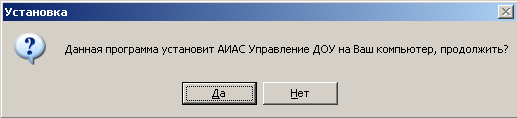 Установка
Данная программа установит АИАС Управление ДОУ на Ваш компьютер, продолжить?
Да
Нет